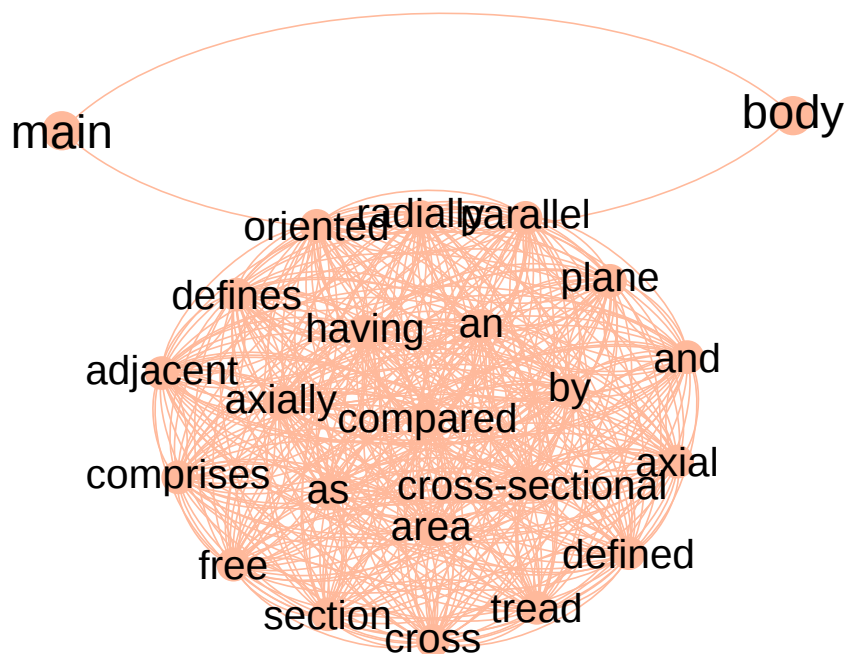 body
main
radially
parallel
oriented
plane
defines
an
having
and
adjacent
by
axially
compared
axial
comprises
as
cross-sectional
area
defined
free
tread
section
cross